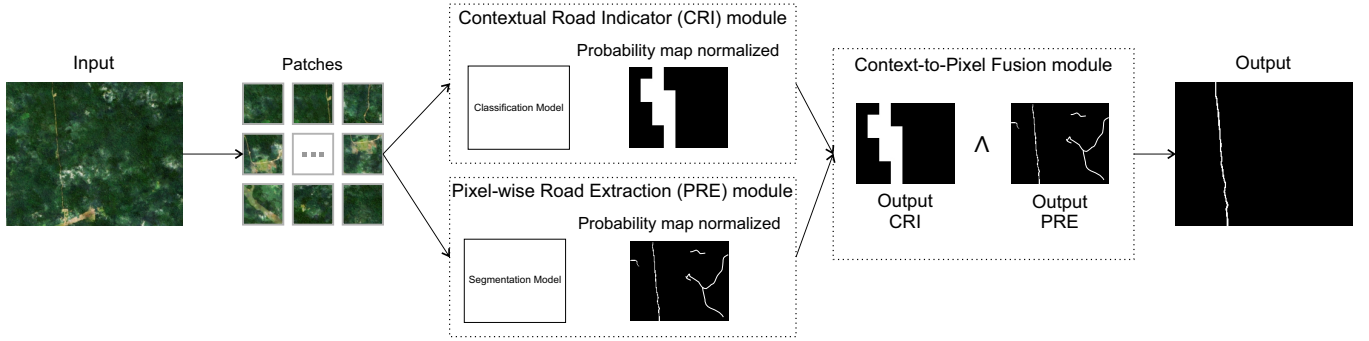 Input
Patches
Contextual Road Indicator (CRI) module
Probability map normalized
Classification Model
Pixel-wise Road Extraction (PRE) module
Probability map normalized
Segmentation Model
Context-to-Pixel Fusion module
Λ
Output
CRI
Output
PRE
Output